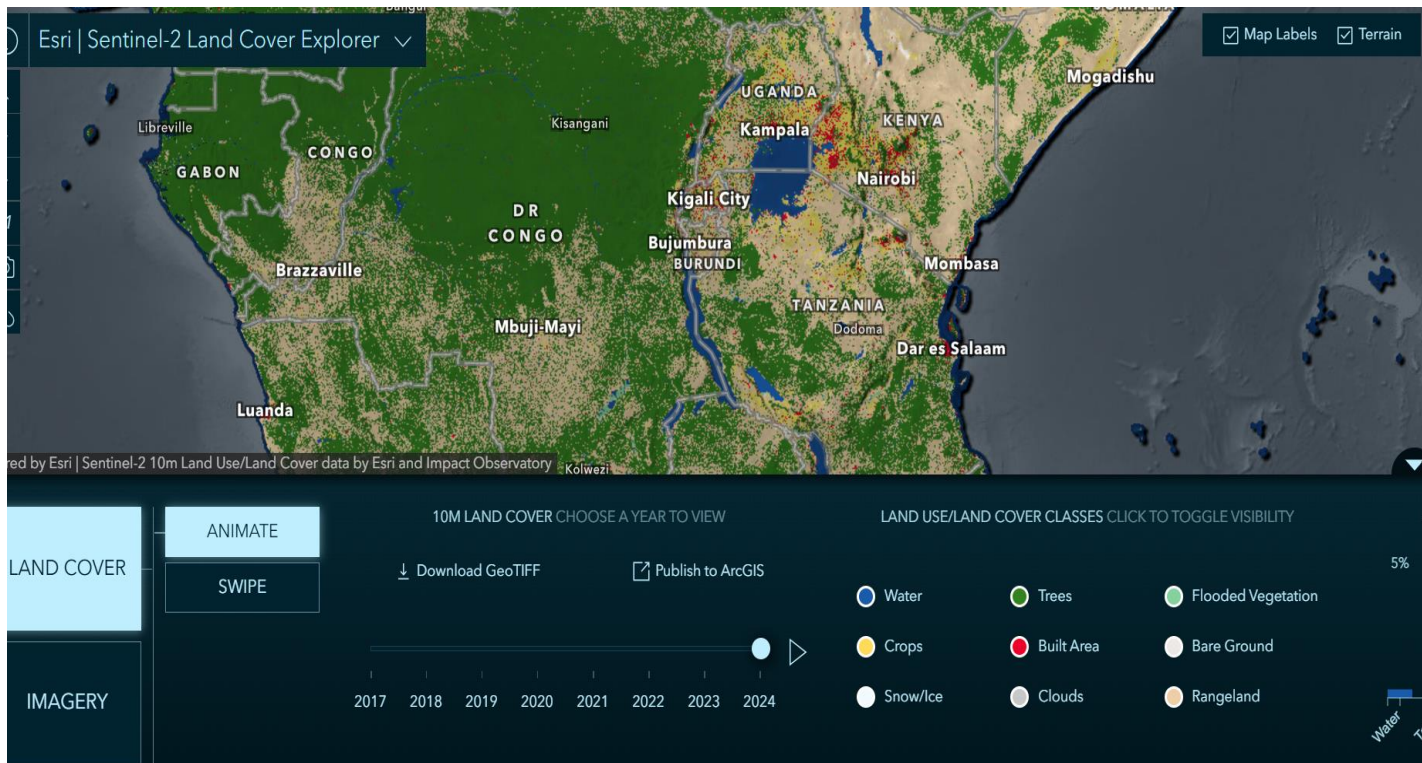 Esri | Sentinel-2 Land Cover Explorer
Map Labels
Terrain
Mogadishu
UGANDA
Kampala
KENYA
Kisangani
Libreville
CONGO
GABON
Nairobi
Kigali City
DR
CONGO
Bujumbura
BURUNDI
Brazzaville
Mombasa
TANZANIA
Dodoma
Mbuji-Mayi
Dar es Salaam
Luanda
red by Esri | Sentinel-2 10m Land Use/Land Cover data by Esri and Impact Observatory
Kolwezi
LAND COVER
IMAGERY
ANIMATE
SWIPE
10M LAND COVER CHOOSE A YEAR TO VIEW
Download GeoTIFF
Publish to ArcGIS
2017 2018 2019 2020 2021 2022 2023 2024
LAND USE/LAND COVER CLASSES CLICK TO TOGGLE VISIBILITY
Water
Trees
Flooded Vegetation
Crops
Built Area
Bare Ground
Snow/Ice
Clouds
Rangeland
5%
Water